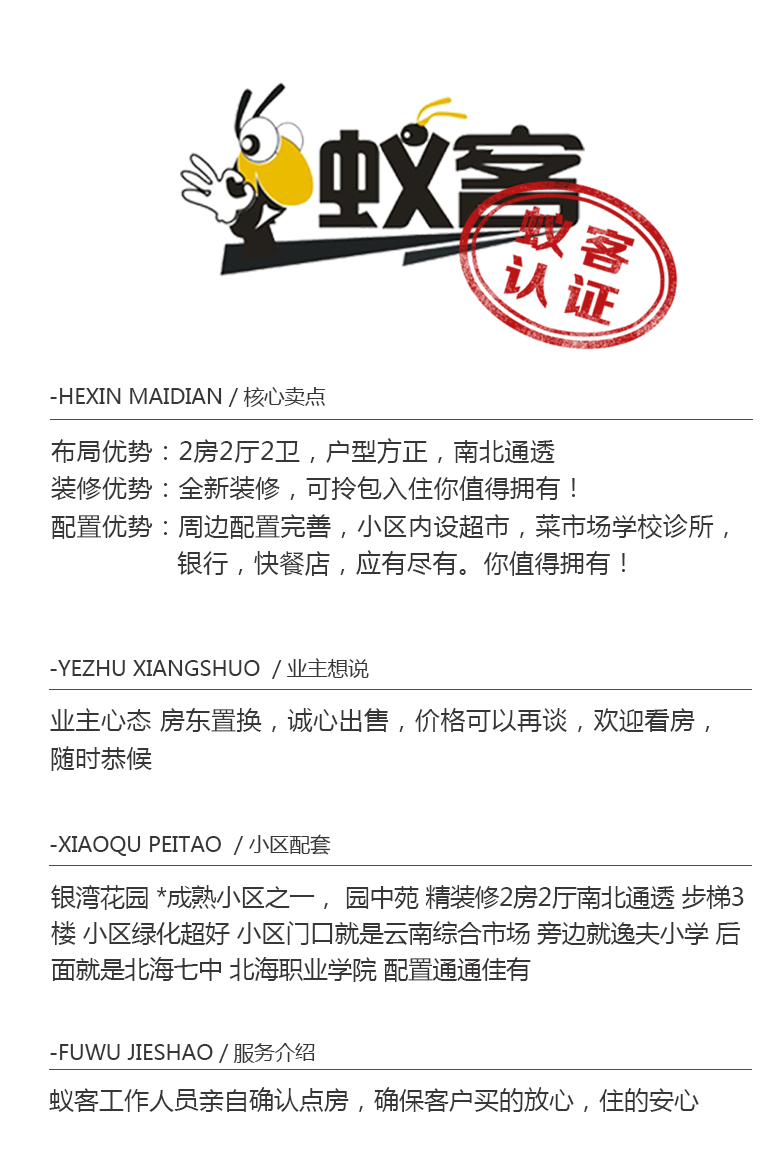 蚁客
蚁客
认证
-HEXIN MAIDIAN / 核心卖点
布局优势：2房2厅2卫，户型方正，南北通透
装修优势：全新装修，可拎包入住你值得拥有！
配置优势：周边配置完善，小区内设超市，菜市场学校诊所，
银行，快餐店，应有尽有。你值得拥有！
-YEZHU XIANGSHUO / 业主想说
业主心态 房东置换，诚心出售，价格可以再谈，欢迎看房，
随时恭候
-XIAOQU PEITAO / 小区配套
银湾花园 *成熟小区之一， 园中苑 精装修2房2厅南北通透 步梯3
楼 小区绿化超好 小区门口就是云南综合市场 旁边就逸夫小学 后
面就是北海七中 北海职业学院 配置通通佳有
-FUWU JIESHAO / 服务介绍
蚁客工作人员亲自确认点房，确保客户买的放心，住的安心